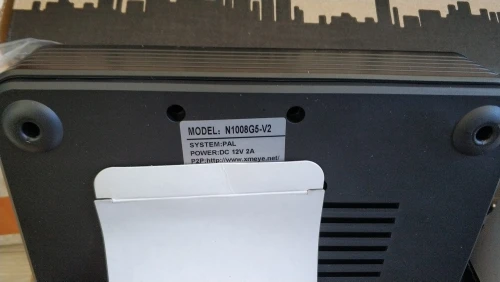 MODEL: N1008G5-V2
SYSTEM:PAL
POWER:DC 12V 2A
P2P:http://www.xmeye.net/